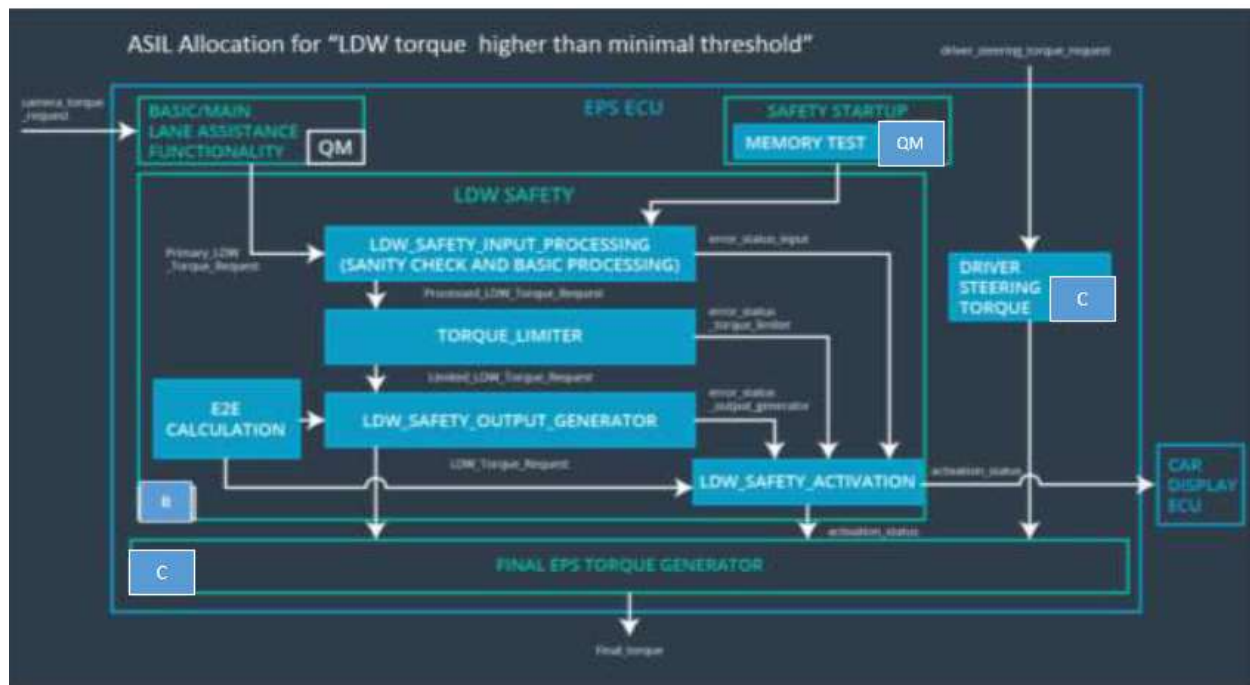 ASIL Allocation for “LDW torque higher than minimal threshold”
driver_steering_torque_request
camera_torque
_request
BASIC/MAIN
LANE ASSISTANCE
FUNCTIONALITY
QM
EPS ECU
SAFETY STARTUP
MEMORY TEST
QM
LDW SAFETY
Primary_LDW
_Torque_Request
LDW_SAFETY_INPUT_PROCESSING
(SANITY CHECK AND BASIC PROCESSING)
error_status_input
Processed_LDW_Torque_Request
DRIVER
STEERING
TORQUE
C
TORQUE_LIMITER
error_status
_torque_limiter
Limited_LDW_Torque_Request
E2E
CALCULATION
LDW_SAFETY_OUTPUT_GENERATOR
error_status
_output_generator
LDW_Torque_Request
LDW_SAFETY_ACTIVATION
activation_status
CAR
DISPLAY
ECU
B
activation_status
C
FINAL EPS TORQUE GENERATOR
Final_torque